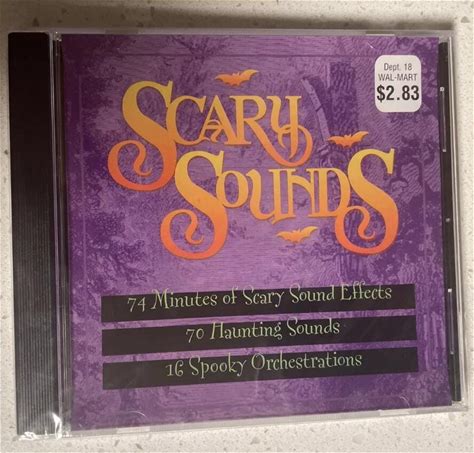 Dept. 18
WAL-MART
$2.83
SCARY
SOUNDS
74 Minutes of Scary Sound Effects
70 Haunting Sounds
16 Spooky Orchestrations